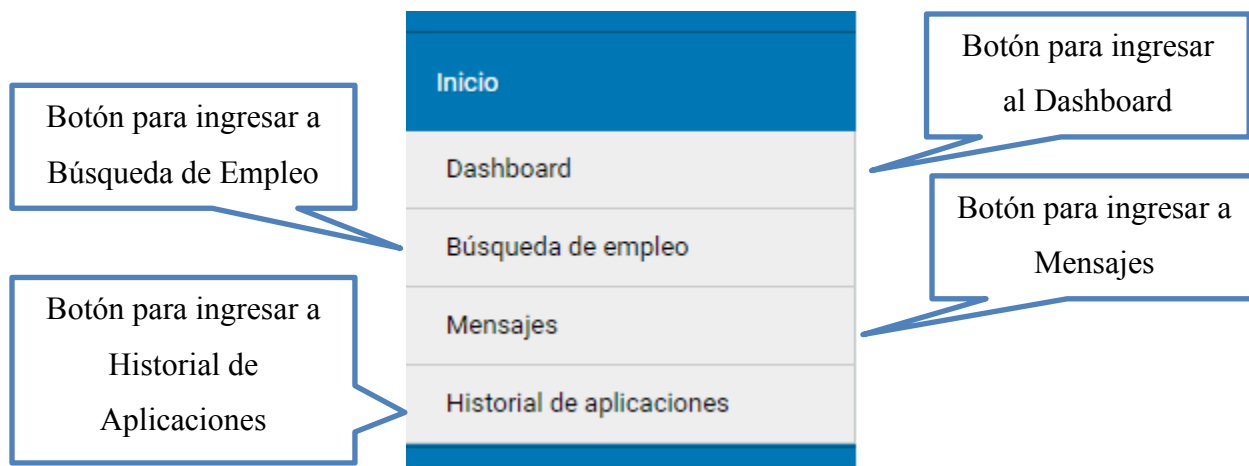 Botón para ingresar
al Dashboard
Inicio
Botón para ingresar a
Búsqueda de Empleo
Dashboard
Botón para ingresar a
Mensajes
Búsqueda de empleo
Botón para ingresar a
Historial de
Aplicaciones
Mensajes
Historial de aplicaciones